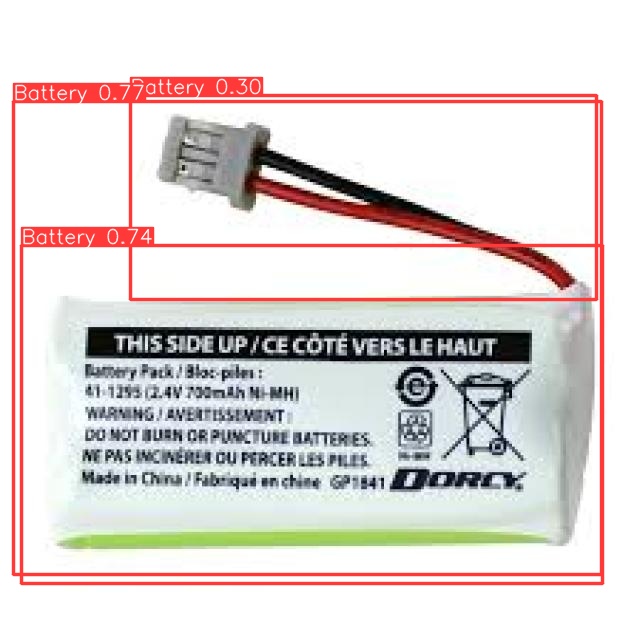 Battery 0.77
Battery 0.30
Battery 0.74
THIS SIDE UP / CE CÔTÉ VERS LE HAUT
Battery Pack / Bloc-piles :
41-1295 (2.4V 700mAh Ni-MH)
WARNING / AVERTISSEMENT :
DO NOT BURN OR PUNCTURE BATTERIES.
NE PAS INCINÉRER OU PERCER LES PILES.
Made in China / Fabriqué en chine GP1841
DORCY